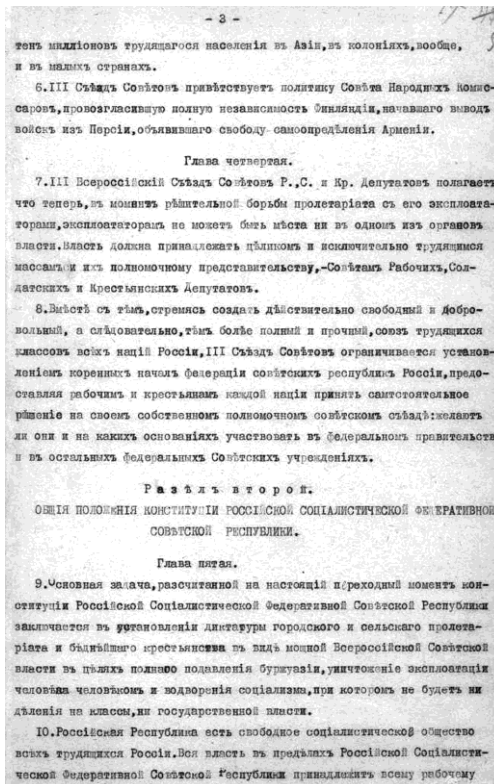 - 3 -
тен милліоновъ трудящагося населенія въ Азіи,въ колоніяхъ,вообще,
и въ малыхъ странахъ.
6.III Съѣздъ Совѣтовъ привѣтствуетъ политику Совѣта Народныхъ Комис-
саровъ,провозгласившую полную независимость Финляндіи,начавшаго выводъ
войскъ изъ Персіи,объявившаго свободу самоопредѣленія Арменіи.
Глава четвертая.
7.III Всероссійскій Съѣздъ Совѣтовъ Р.,С. и Кр. Депутатовъ полагаетъ
что теперь,въ моментъ рѣшительной борьбы пролетаріата съ его эксплоата-
торами,эксплоататорамъ не можетъ быть мѣста ни въ одномъ изъ органовъ
власти.Власть должна принадлежать цѣликомъ и исключительно трудящимся
массамъ и ихъ полномочному представительству,-Совѣтамъ Рабочихъ,Сол-
датскихъ и Крестьянскихъ Депутатовъ.
8.Вмѣстѣ съ тѣмъ,стремясь создать дѣйствительно свободный и добро-
вольный, а слѣдовательно,тѣмъ болѣе полный и прочный,союзъ трудящихся
классовъ всѣхъ націй Россіи,III Съѣздъ Совѣтовъ ограничивается установ-
леніемъ коренныхъ началъ федераціи совѣтскихъ республикъ Россіи,предо-
ставляя рабочимъ и крестьянамъ каждой націи принять самтстоятельное
рѣшеніе на своемъ собственномъ полномочномъ совѣтскомъ съѣздѣ:желаютъ
ли они и на какихъ основаніяхъ участвовать въ федеральномъ правительств
и въ остальныхъ федеральныхъ Совѣтскихъ учрежденіяхъ.
Раздѣлъ второй.
ОБЩІЯ ПОЛОЖЕНІЯ КОНСТИТУЦІИ РОССІЙСКОЙ СОЦІАЛИСТИЧЕСКОЙ ФЕДЕРАТИВНОЙ
СОВѢТСКОЙ РЕСПУБЛИКИ.
Глава пятая.
9.Основная задача,разсчитанной на настоящій переходный моментъ кон-
ституціи Россійской Соціалистической Федеративной Совѣтской Республики
заключается въ установленіи диктатуры городского и сельскаго пролета-
ріата и бѣднѣйшаго крестьянства въ видѣ мощной Всероссійской Совѣтской
власти въ цѣляхъ полнаго подавленія буржуазіи,уничтоженіе эксплоатаціи
человѣка человѣкомъ и водворенія соціализма,при которомъ не будетъ ни
дѣленія на классы,ни государственной власти.
10.Россійская Республика есть свободное соціалистическое общество
всѣхъ трудящихся Россіи.Вся власть въ предѣлахъ Россійской Соціалисти-
ческой Федеративной Совѣтской Республики принадлежитъ всему рабочему